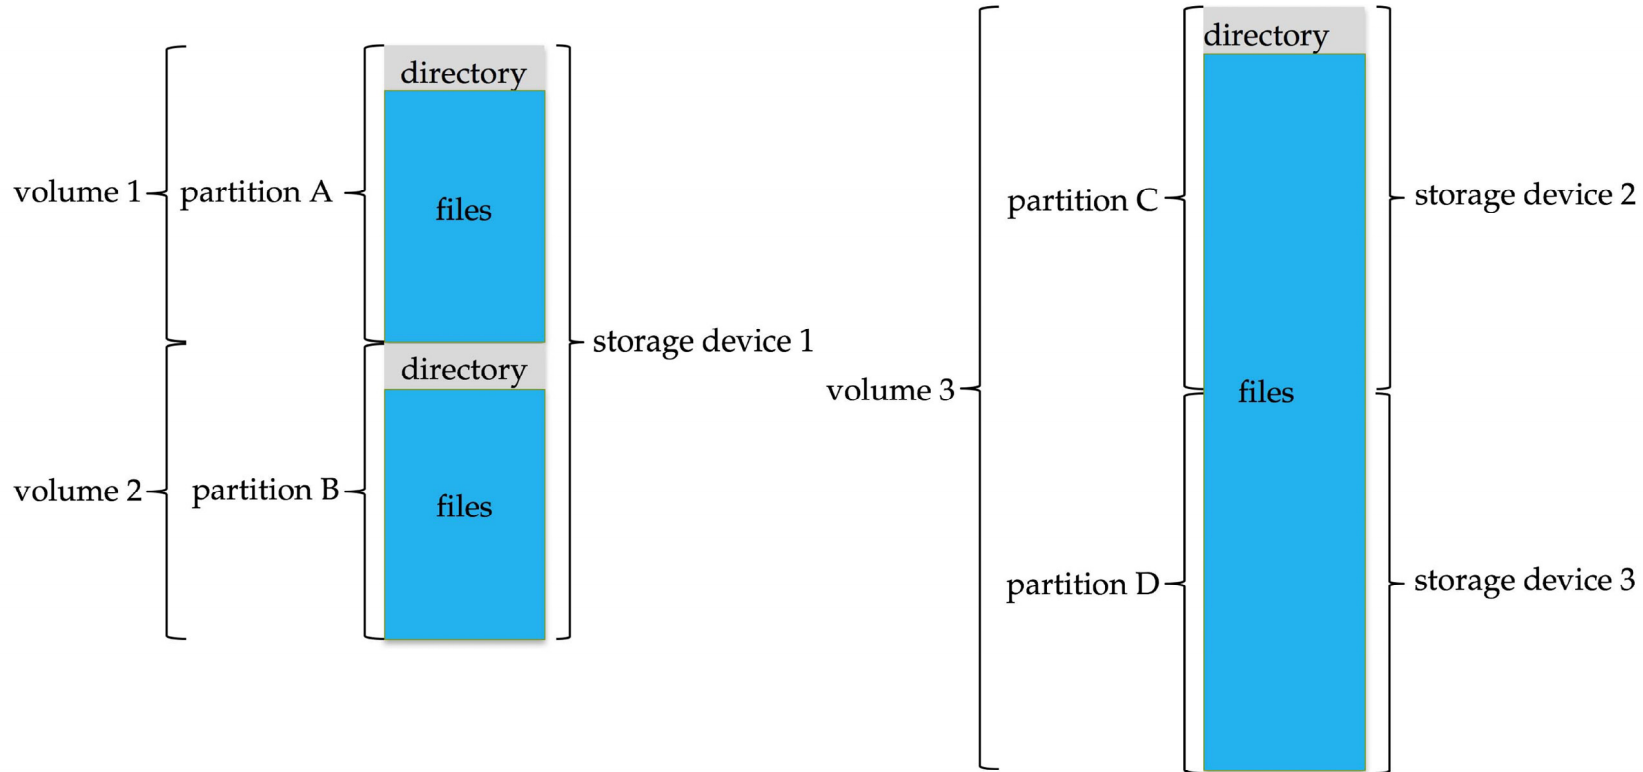 directory
volume 1
partition A
files
storage device 1
directory
volume 2
partition B
files
directory
partition C
storage device 2
volume 3
files
partition D
storage device 3